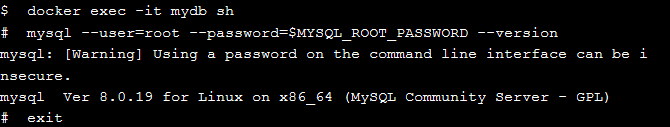 $  docker exec -it mydb sh
#  mysql --user=root --password=$MYSQL_ROOT_PASSWORD --version
mysql: [Warning] Using a password on the command line interface can be i
nsecure.
mysql  Ver 8.0.19 for Linux on x86_64 (MySQL Community Server - GPL)
#  exit